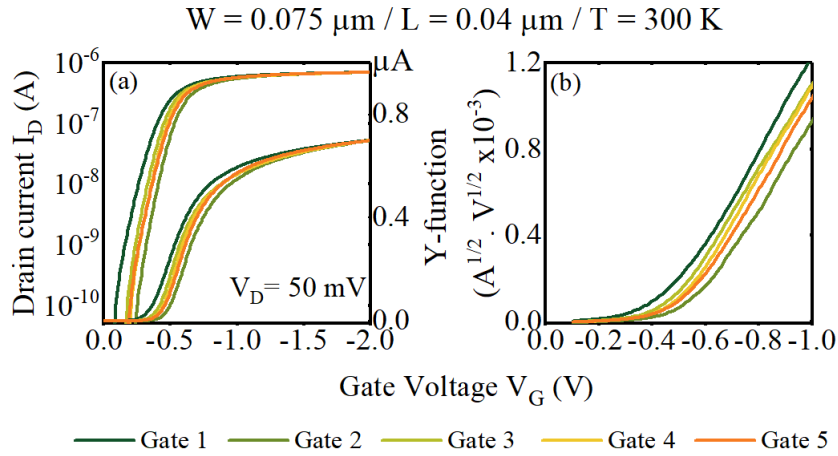 W = 0.075 μm / L = 0.04 μm / T = 300 K
(a)
μA
(b)
Drain current I_D (A)
10^-6
10^-7
10^-8
10^-9
10^-10
0.8
0.4
0.0
V_D = 50 mV
0.0 -0.5 -1.0 -1.5 -2.0
Y-function
(A^1/2 . V^1/2 x10^-3)
1.2
0.9
0.4
0.0
0.0 -0.2 -0.4 -0.6 -0.8 -1.0
Gate Voltage V_G (V)
Gate 1 Gate 2 Gate 3 Gate 4 Gate 5